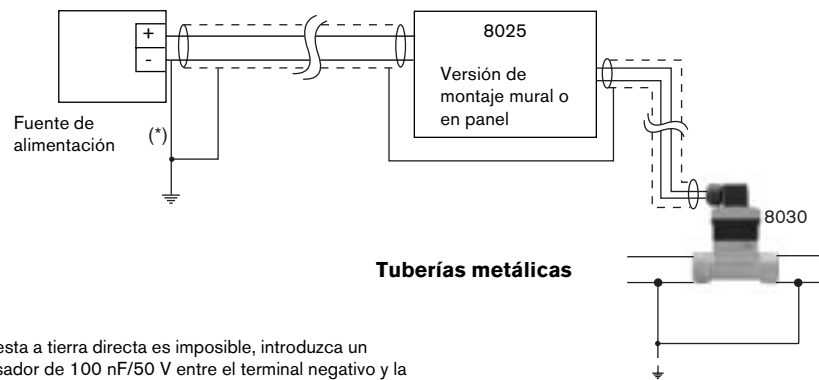 +
-
8025
Versión de
montaje mural o
en panel
Fuente de
alimentación
(*)
8030
Tuberías metálicas
esta a tierra directa es imposible, introduzca un
sador de 100 nF/50 V entre el terminal negativo y la